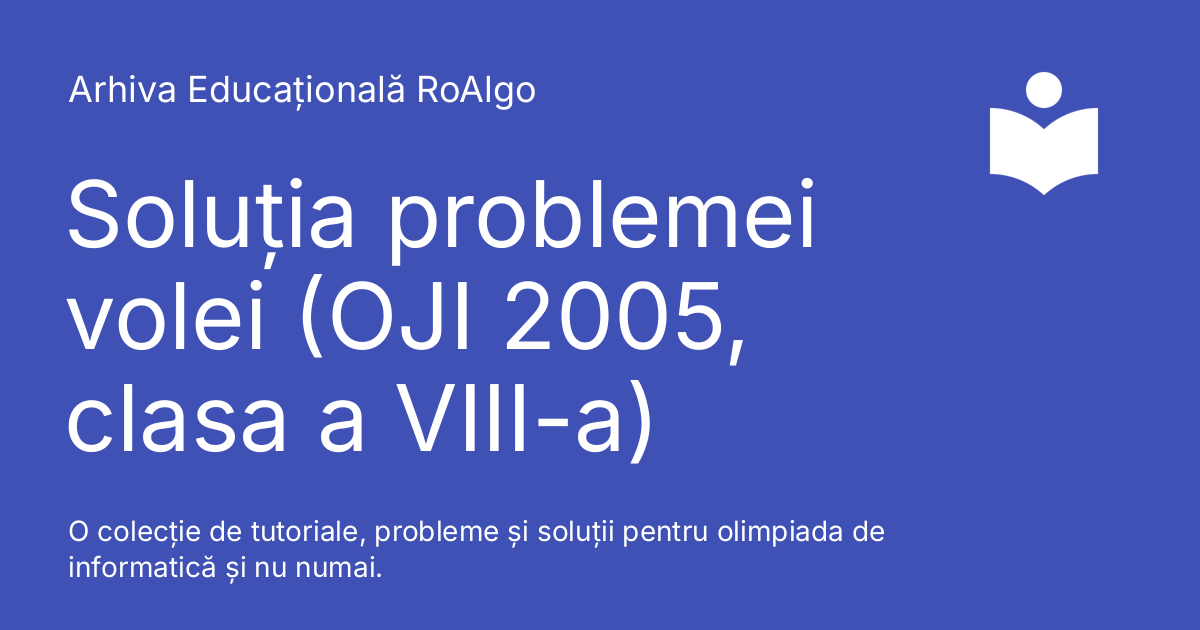 Arhiva Educațională RoAlgo
Soluția problemei
volei (OJI 2005,
clasa a VIII-a)
O colecție de tutoriale, probleme și soluții pentru olimpiada de
informatică și nu numai.